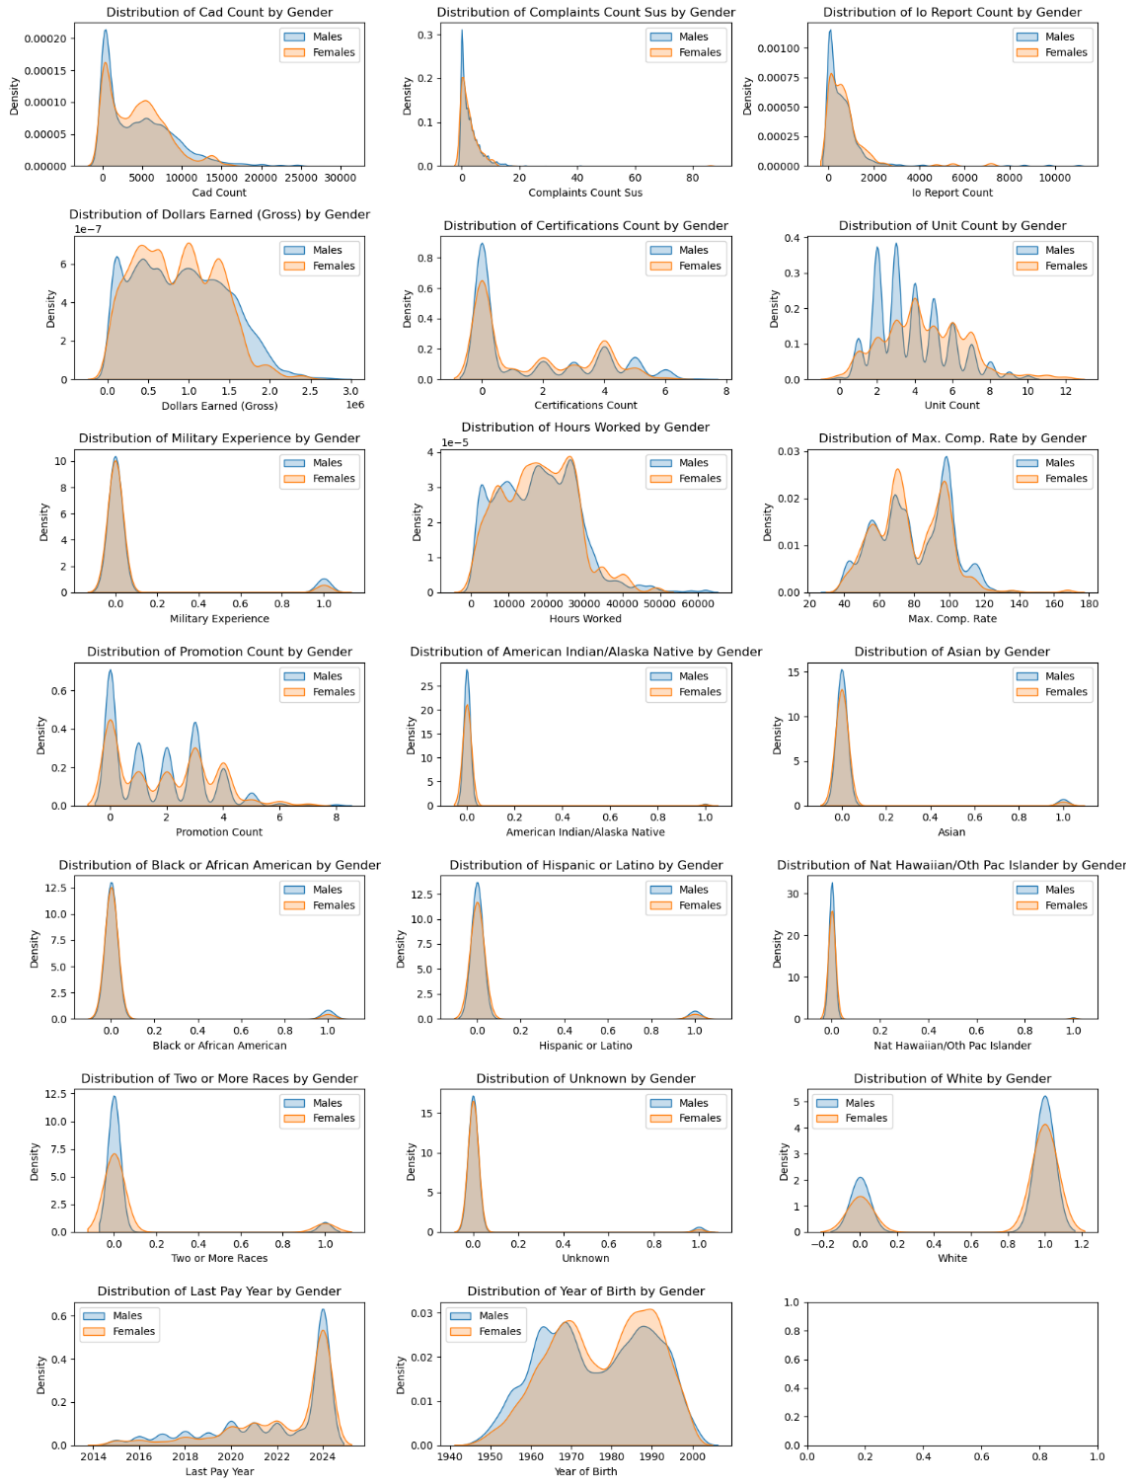 Distribution of Cad Count by Gender
Density
0.00020
0.00015
0.00010
0.00005
0.00000
Males
Females
0 5000 10000 15000 20000 25000 30000
Cad Count
Distribution of Complaints Count Sus by Gender
Density
0.3
0.2
0.1
0.0
Males
Females
0 20 40 60 80
Complaints Count Sus
Distribution of Io Report Count by Gender
Density
0.00100
0.00075
0.00050
0.00025
0.00000
Males
Females
0 2000 4000 6000 8000 10000
Io Report Count
Distribution of Dollars Earned (Gross) by Gender
1e-7
Density
6
4
2
0
Males
Females
0.0 0.5 1.0 1.5 2.0 2.5 3.0
1e6
Dollars Earned (Gross)
Distribution of Certifications Count by Gender
Density
0.8
0.6
0.4
0.2
0.0
Males
Females
0 2 4 6 8
Certifications Count
Distribution of Unit Count by Gender
Density
0.4
0.3
0.2
0.1
0.0
Males
Females
0 2 4 6 8 10 12
Unit Count
Distribution of Military Experience by Gender
Density
10
8
6
4
2
0
Males
Females
0.0 0.2 0.4 0.6 0.8 1.0
Military Experience
Distribution of Hours Worked by Gender
1e-5
Density
4
3
2
1
0
Males
Females
0 10000 20000 30000 40000 50000 60000
Hours Worked
Distribution of Max. Comp. Rate by Gender
Density
0.03
0.02
0.01
0.00
Males
Females
20 40 60 80 100 120 140 160 180
Max. Comp. Rate
Distribution of Promotion Count by Gender
Density
0.6
0.4
0.2
0.0
Males
Females
0 2 4 6 8
Promotion Count
Distribution of American Indian/Alaska Native by Gender
Density
25
20
15
10
5
0
Males
Females
0.0 0.2 0.4 0.6 0.8 1.0
American Indian/Alaska Native
Distribution of Asian by Gender
Density
15
10
5
0
Males
Females
0.0 0.2 0.4 0.6 0.8 1.0
Asian
Distribution of Black or African American by Gender
Density
12.5
10.0
7.5
5.0
2.5
0.0
Males
Females
0.0 0.2 0.4 0.6 0.8 1.0
Black or African American
Distribution of Hispanic or Latino by Gender
Density
12.5
10.0
7.5
5.0
2.5
0.0
Males
Females
0.0 0.2 0.4 0.6 0.8 1.0
Hispanic or Latino
Distribution of Nat Hawaiian/Oth Pac Islander by Gender
Density
30
20
10
0
Males
Females
0.0 0.2 0.4 0.6 0.8 1.0
Nat Hawaiian/Oth Pac Islander
Distribution of Two or More Races by Gender
Density
12.5
10.0
7.5
5.0
2.5
0.0
Males
Females
0.0 0.2 0.4 0.6 0.8 1.0
Two or More Races
Distribution of Unknown by Gender
Density
15
10
5
0
Males
Females
0.0 0.2 0.4 0.6 0.8 1.0
Unknown
Distribution of White by Gender
Density
5
4
3
2
1
0
Males
Females
−0.2 0.0 0.2 0.4 0.6 0.8 1.0 1.2
White
Distribution of Last Pay Year by Gender
Density
0.6
0.4
0.2
0.0
Males
Females
2014 2016 2018 2020 2022 2024
Last Pay Year
Distribution of Year of Birth by Gender
Density
0.03
0.02
0.01
0.00
Males
Females
1940 1950 1960 1970 1980 1990 2000
Year of Birth
1.0
0.8
0.6
0.4
0.2
0.0
0.0 0.2 0.4 0.6 0.8 1.0